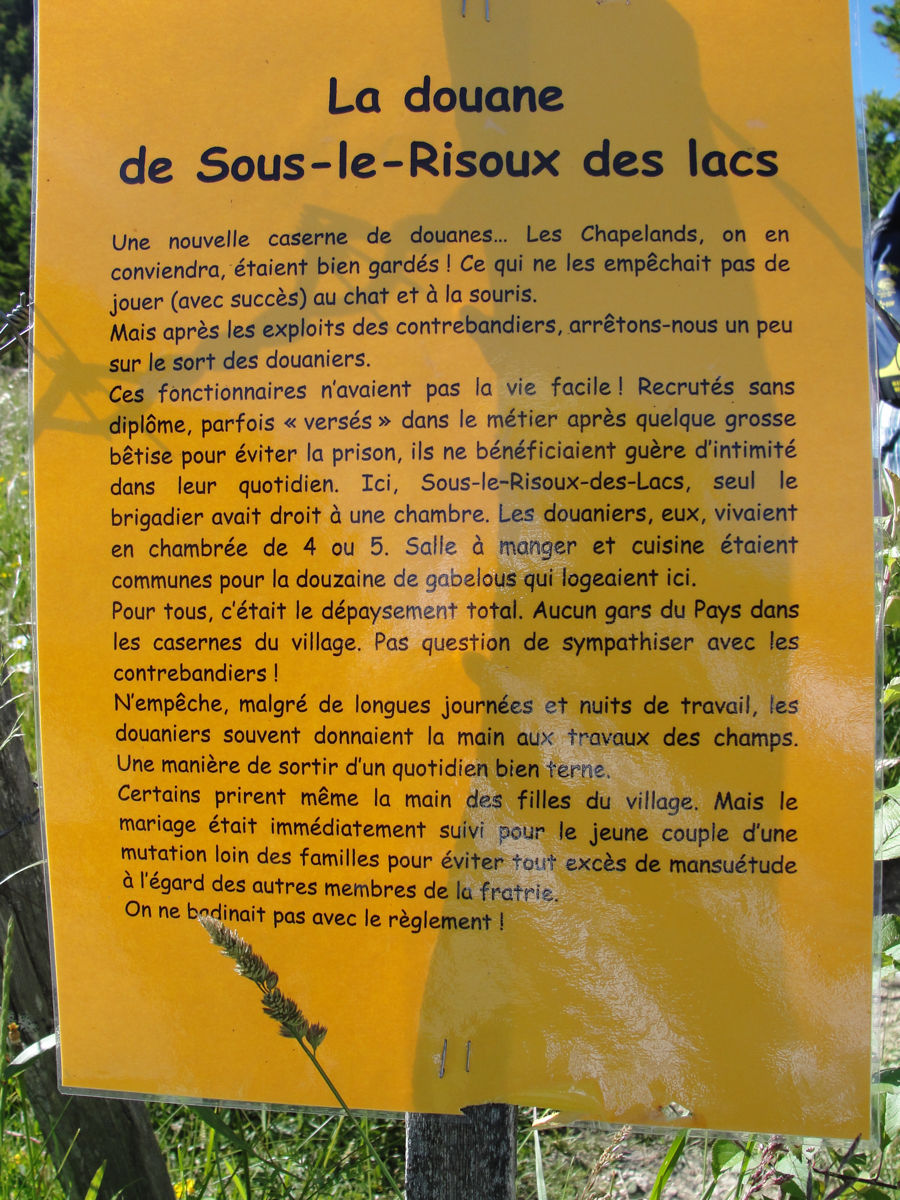 La douane
de Sous-le-Risoux des lacs
Une nouvelle caserne de douanes... Les Chapelands, on en
conviendra, étaient bien gardés ! Ce qui ne les empêchait pas de
jouer (avec succès) au chat et à la souris.
Mais après les exploits des contrebandiers, arrêtons-nous un peu
sur le sort des douaniers.
Ces fonctionnaires n'avaient pas la vie facile ! Recrutés sans
diplôme, parfois « versés » dans le métier après quelque grosse
bêtise pour éviter la prison, ils ne bénéficiaient guère d'intimité
dans leur quotidien. Ici, Sous-le-Risoux-des-Lacs, seul le
brigadier avait droit à une chambre. Les douaniers, eux, vivaient
en chambrée de 4 ou 5. Salle à manger et cuisine étaient
communes pour la douzaine de gabelous qui logeaient ici.
Pour tous, c'était le dépaysement total. Aucun gars du Pays dans
les casernes du village. Pas question de sympathiser avec les
contrebandiers !
N'empêche, malgré de longues journées et nuits de travail, les
douaniers souvent donnaient la main aux travaux des champs.
Une manière de sortir d'un quotidien bien terne.
Certains prirent même la main des filles du village. Mais le
mariage était immédiatement suivi pour le jeune couple d'une
mutation loin des familles pour éviter tout excès de mansuétude
à l'égard des autres membres de la fratrie.
On ne badinait pas avec le règlement !